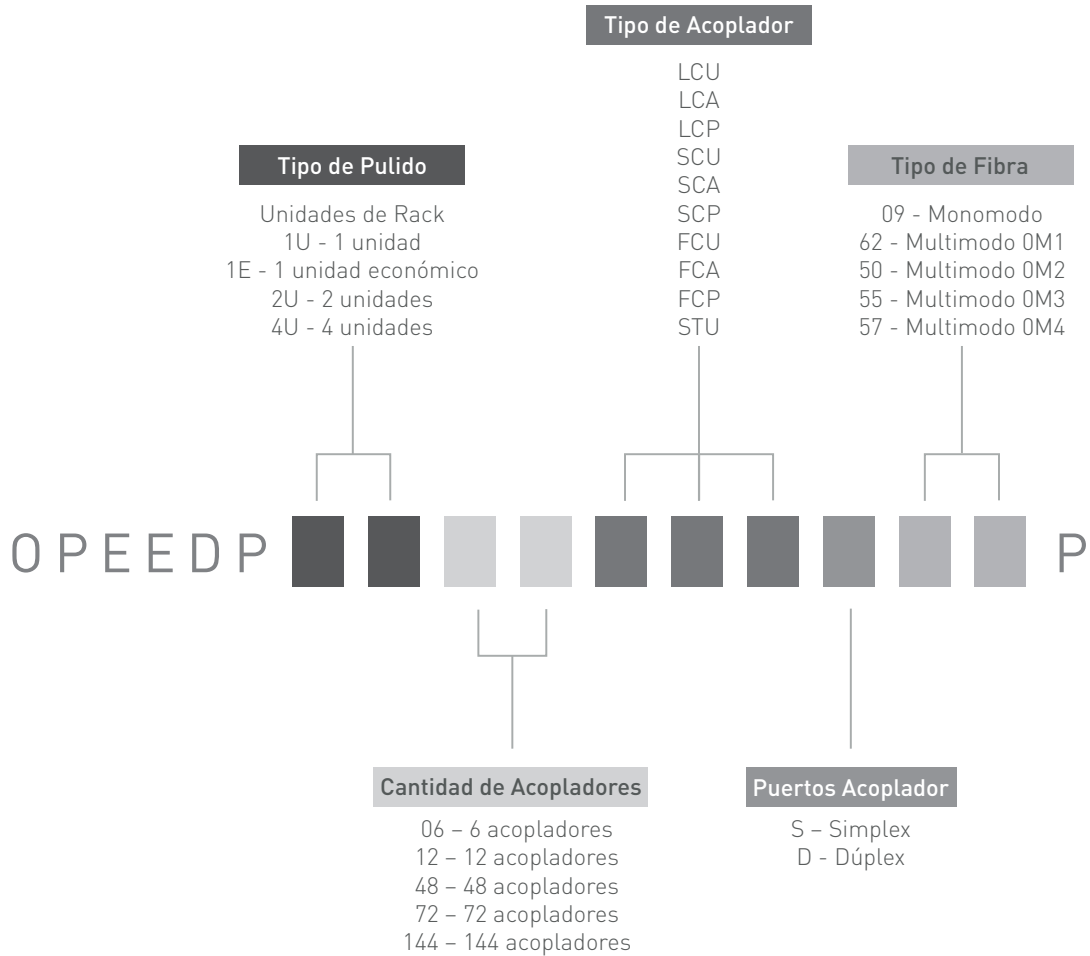 Tipo de Acoplador
LCU
LCA
LCP
SCU
SCA
SCP
FCU
FCA
FCP
STU
Tipo de Pulido
Unidades de Rack
1U - 1 unidad
1E - 1 unidad económico
2U - 2 unidades
4U - 4 unidades
Tipo de Fibra
09 - Monomodo
62 - Multimodo 0M1
50 - Multimodo 0M2
55 - Multimodo 0M3
57 - Multimodo 0M4
OPEEDP P
Cantidad de Acopladores
06 – 6 acopladores
12 – 12 acopladores
48 – 48 acopladores
72 – 72 acopladores
144 – 144 acopladores
Puertos Acoplador
S – Simplex
D - Dúplex